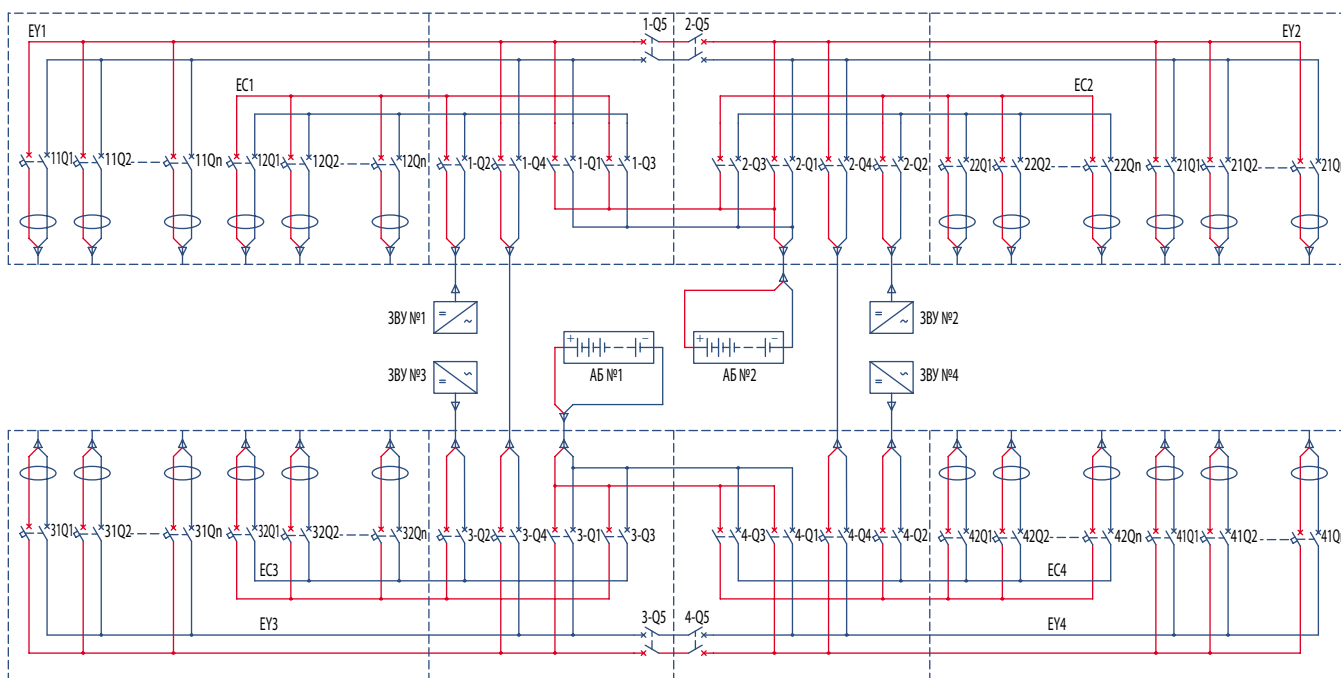 1-Q5 2-Q5
EY1 EY2
EC1 EC2
11Q1 11Q2 11Qn 12Q1 12Q2 12Qn 1-Q2 1-Q4 1-Q1 1-Q3 2-Q3 2-Q1 2-Q4 2-Q2 22Q1 22Q2 22Qn 21Q1 21Q2
ЗВУ №1 ЗВУ №2
= ~ = ~
+ − + −
ЗВУ №3 АБ №1 АБ №2 ЗВУ №4
= ~ = ~
31Q1 31Q2 31Qn 32Q1 32Q2 32Qn 3-Q2 3-Q4 3-Q1 3-Q3 4-Q3 4-Q1 4-Q4 4-Q2 42Q1 42Q2 42Qn 41Q1 41Q2
EC3 EC4
3-Q5 4-Q5
EY3 EY4